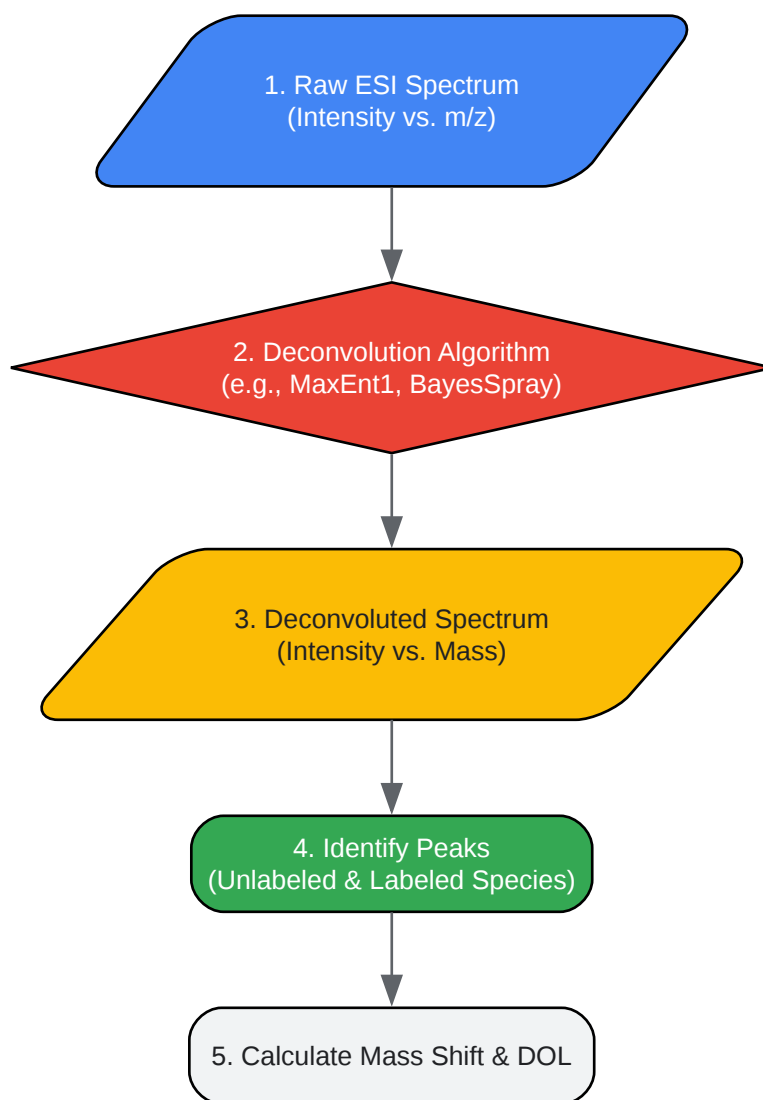 1. Raw ESI Spectrum
(Intensity vs. m/z)
2. Deconvolution Algorithm
(e.g., MaxEnt1, BayesSpray)
3. Deconvoluted Spectrum
(Intensity vs. Mass)
4. Identify Peaks
(Unlabeled & Labeled Species)
5. Calculate Mass Shift & DOL